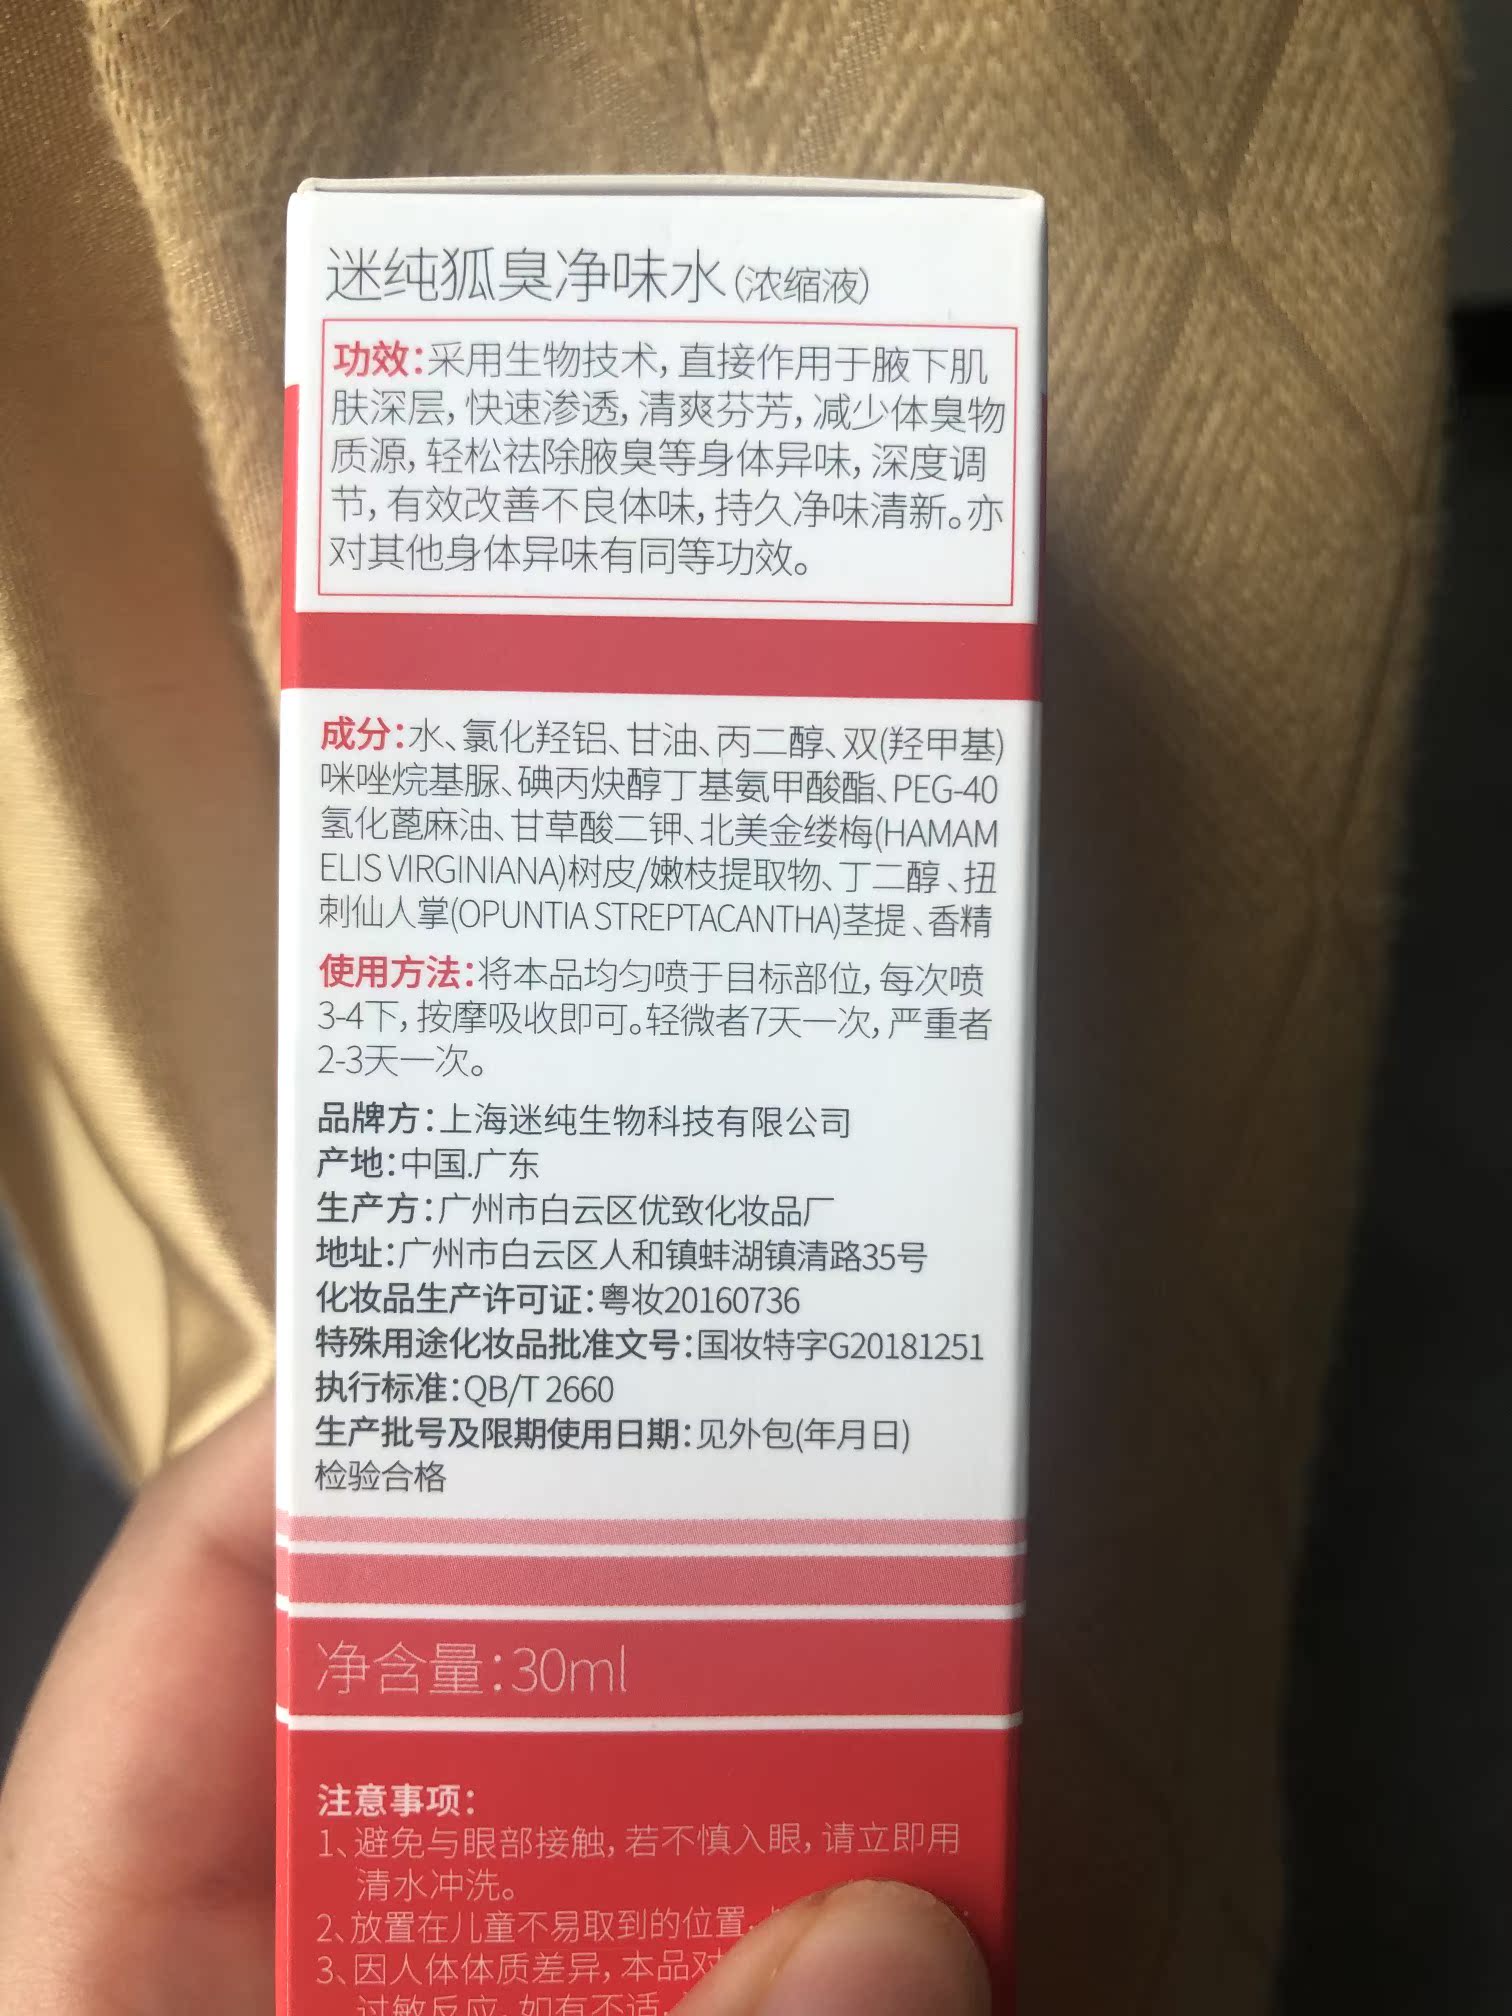 迷纯狐臭净味水(浓缩液)
功效:采用生物技术,直接作用于腋下肌
肤深层,快速渗透,清爽芬芳,减少体臭物
质源,轻松祛除腋臭等身体异味,深度调
节,有效改善不良体味,持久净味清新。亦
对其他身体异味有同等功效。
成分:水、氯化羟铝、甘油、丙二醇、双(羟甲基)
咪唑烷基脲、碘丙炔醇丁基氨甲酸酯、PEG-40
氢化蓖麻油、甘草酸二钾、北美金缕梅(HAMAM
ELIS VIRGINIANA)树皮/嫩枝提取物、丁二醇、扭
刺仙人掌(OPUNTIA STREPTACANTHA)茎提、香精
使用方法:将本品均匀喷于目标部位,每次喷
3-4下,按摩吸收即可。轻微者7天一次,严重者
2-3天一次。
品牌方:上海迷纯生物科技有限公司
产地:中国.广东
生产方:广州市白云区优致化妆品厂
地址:广州市白云区人和镇蚌湖镇清路35号
化妆品生产许可证:粤妆20160736
特殊用途化妆品批准文号:国妆特字G20181251
执行标准:QB/T 2660
生产批号及限期使用日期:见外包(年月日)
检验合格
净含量:30ml
注意事项:
1、避免与眼部接触,若不慎入眼,请立即用
清水冲洗。
2、放置在儿童不易取到的位置,
3、因人体体质差异,本品对
过敏反应,如有不适,